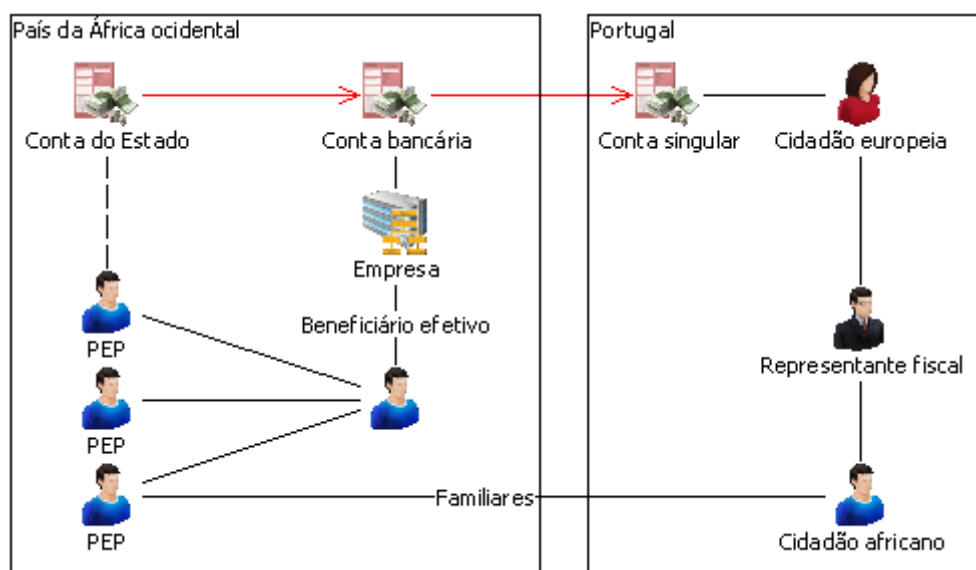 País da África ocidental
Portugal
Conta do Estado
Conta bancária
Conta singular
Cidadão europeia
Empresa
Beneficiário efetivo
PEP
Representante fiscal
PEP
Familiares
PEP
Cidadão africano